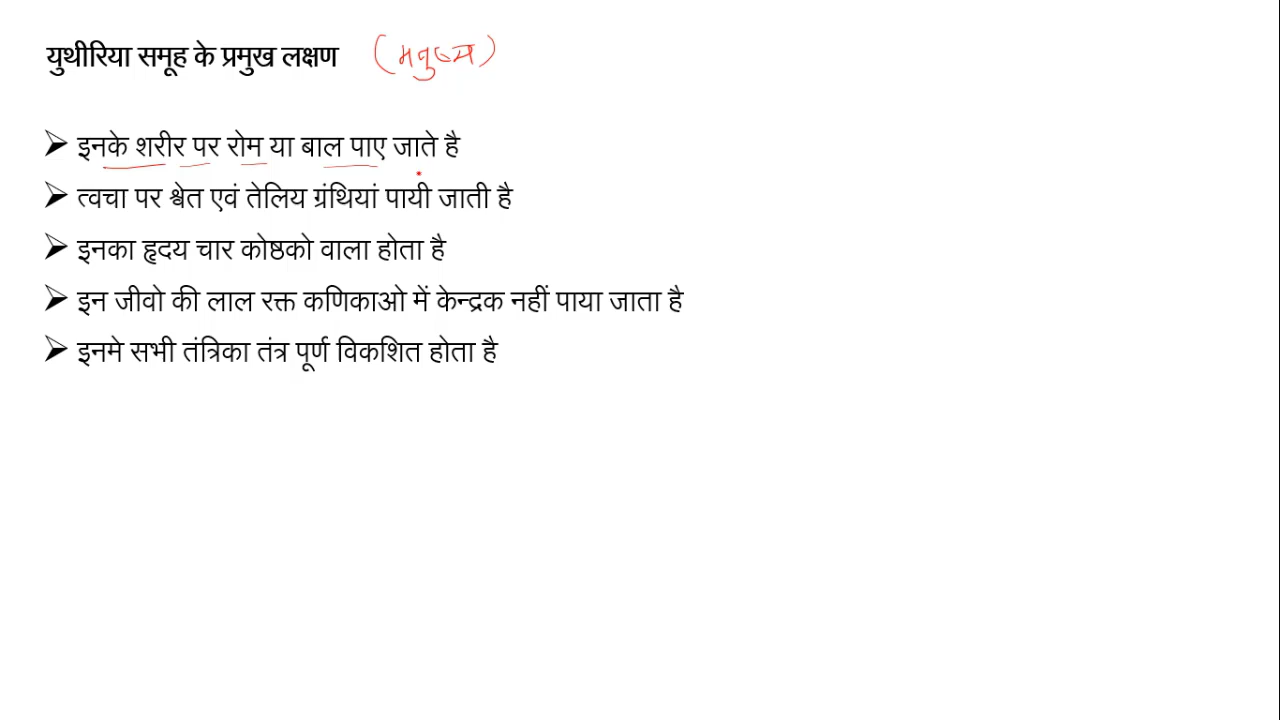 युथीरिया समूह के प्रमुख लक्षण (मनुष्य)
➢ इनके शरीर पर रोम या बाल पाए जाते है
➢ त्वचा पर श्वेत एवं तेलिय ग्रंथियां पायी जाती है
➢ इनका हृदय चार कोष्ठको वाला होता है
➢ इन जीवो की लाल रक्त कणिकाओ में केन्द्रक नहीं पाया जाता है
➢ इनमे सभी तंत्रिका तंत्र पूर्ण विकशित होता है